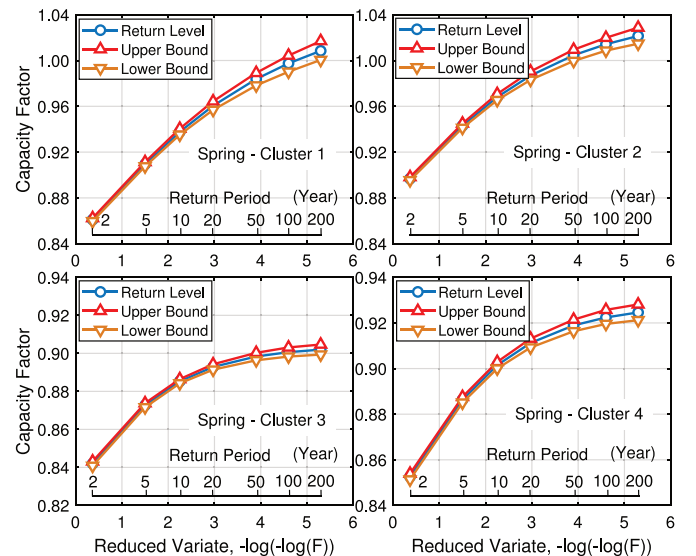 1.04
1.00
0.96
0.92
0.88
0.84
Capacity Factor
Return Level
Upper Bound
Lower Bound
Spring - Cluster 1
Return Period (Year)
2 5 10 20 50 100 200
0 1 2 3 4 5 6
1.04
1.00
0.96
0.92
0.88
0.84
Return Level
Upper Bound
Lower Bound
Spring - Cluster 2
Return Period (Year)
2 5 10 20 50 100 200
0 1 2 3 4 5 6
0.94
0.92
0.90
0.88
0.86
0.84
0.82
Capacity Factor
Return Level
Upper Bound
Lower Bound
Spring - Cluster 3
Return Period (Year)
2 5 10 20 50 100 200
0 1 2 3 4 5 6
Reduced Variate, -log(-log(F))
0.94
0.92
0.90
0.88
0.86
0.84
Return Level
Upper Bound
Lower Bound
Spring - Cluster 4
Return Period (Year)
2 5 10 20 50 100 200
0 1 2 3 4 5 6
Reduced Variate, -log(-log(F))